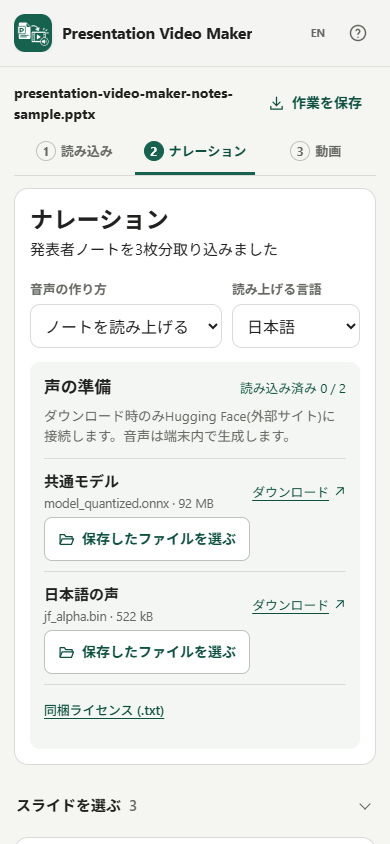 Presentation Video Maker
EN
presentation-video-maker-notes-
sample.pptx
作業を保存
1 読み込み
2 ナレーション
3 動画
ナレーション
発表者ノートを3枚分取り込みました
音声の作り方
読み上げる言語
ノートを読み上げる
日本語
声の準備
読み込み済み 0 / 2
ダウンロード時のみHugging Face(外部サイト)に
接続します。音声は端末内で生成します。
共通モデル
model_quantized.onnx · 92 MB
ダウンロード
保存したファイルを選ぶ
日本語の声
jf_alpha.bin · 522 kB
ダウンロード
保存したファイルを選ぶ
同梱ライセンス (.txt)
スライドを選ぶ 3